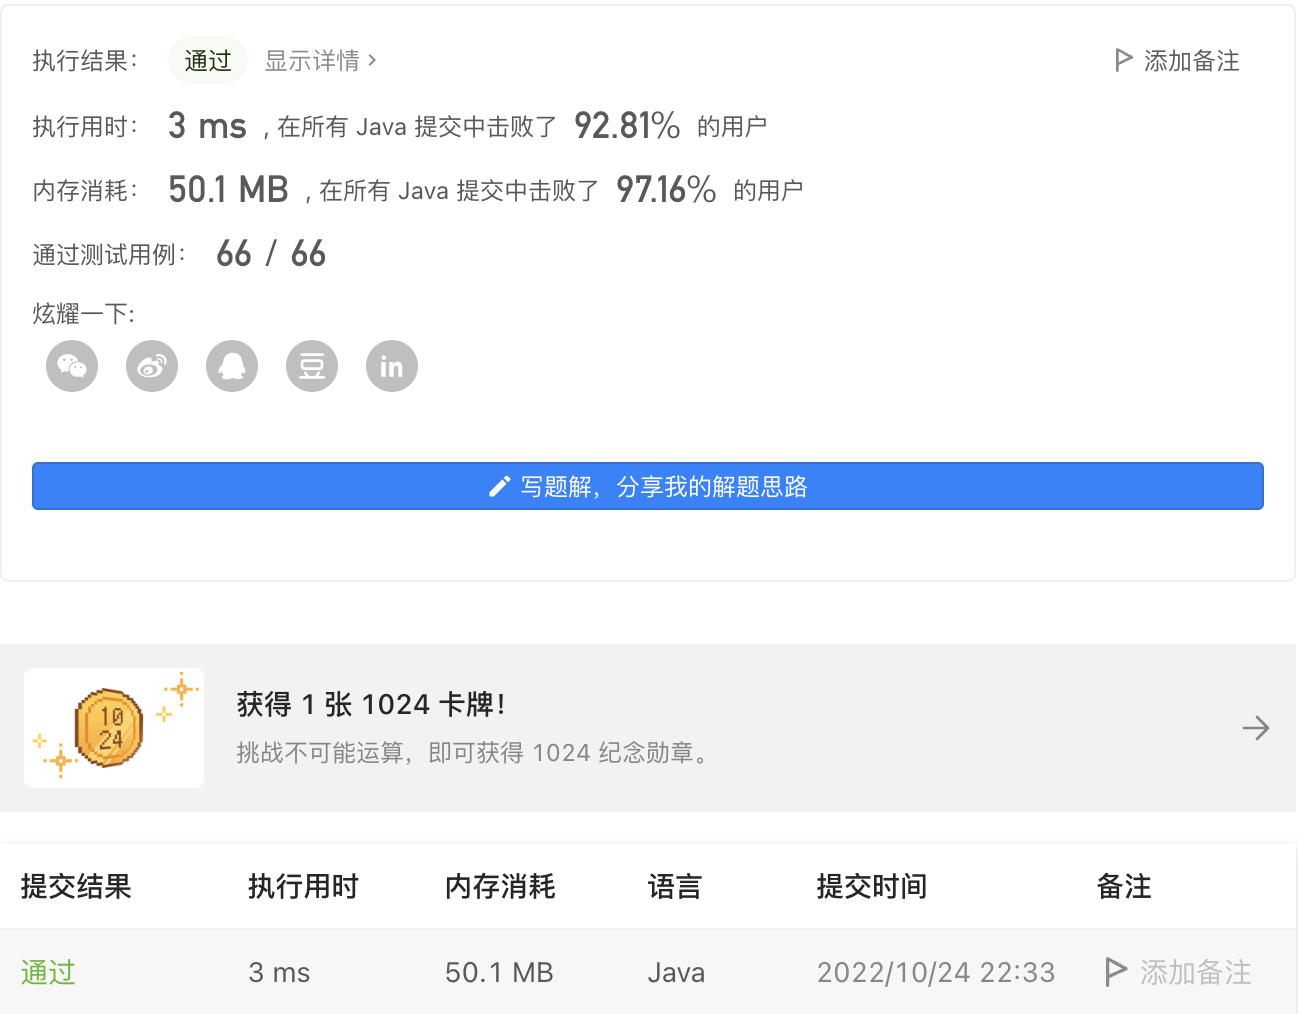 执行结果： 通过 显示详情 > 添加备注
执行用时： 3 ms , 在所有 Java 提交中击败了 92.81% 的用户
内存消耗： 50.1 MB , 在所有 Java 提交中击败了 97.16% 的用户
通过测试用例： 66 / 66
炫耀一下:
豆 in
写题解，分享我的解题思路
10
24
获得 1 张 1024 卡牌！
挑战不可能运算，即可获得 1024 纪念勋章。
提交结果 执行用时 内存消耗 语言 提交时间 备注
通过 3 ms 50.1 MB Java 2022/10/24 22:33 添加备注